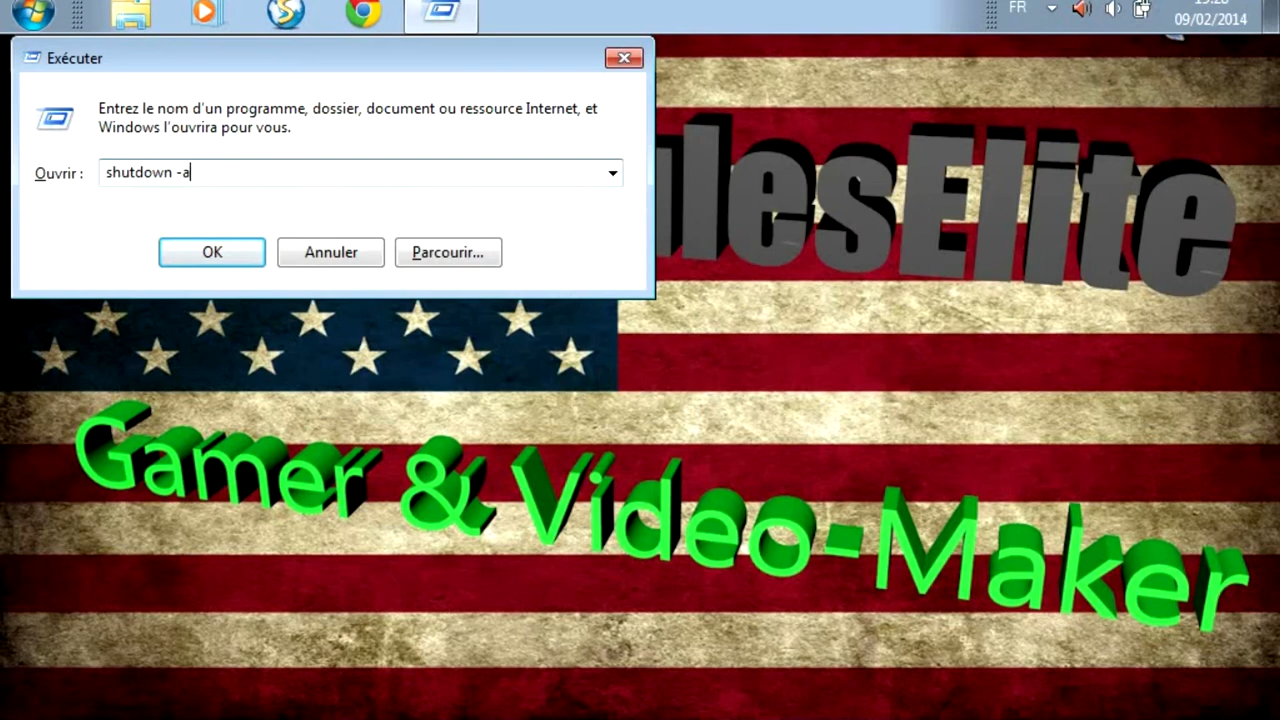 FR
09/02/2014
Exécuter
Entrez le nom d'un programme, dossier, document ou ressource Internet, et
Windows l'ouvrira pour vous.
Ouvrir :
shutdown -a
OK
Annuler
Parcourir...
lesElite
Gamer & Video-Maker